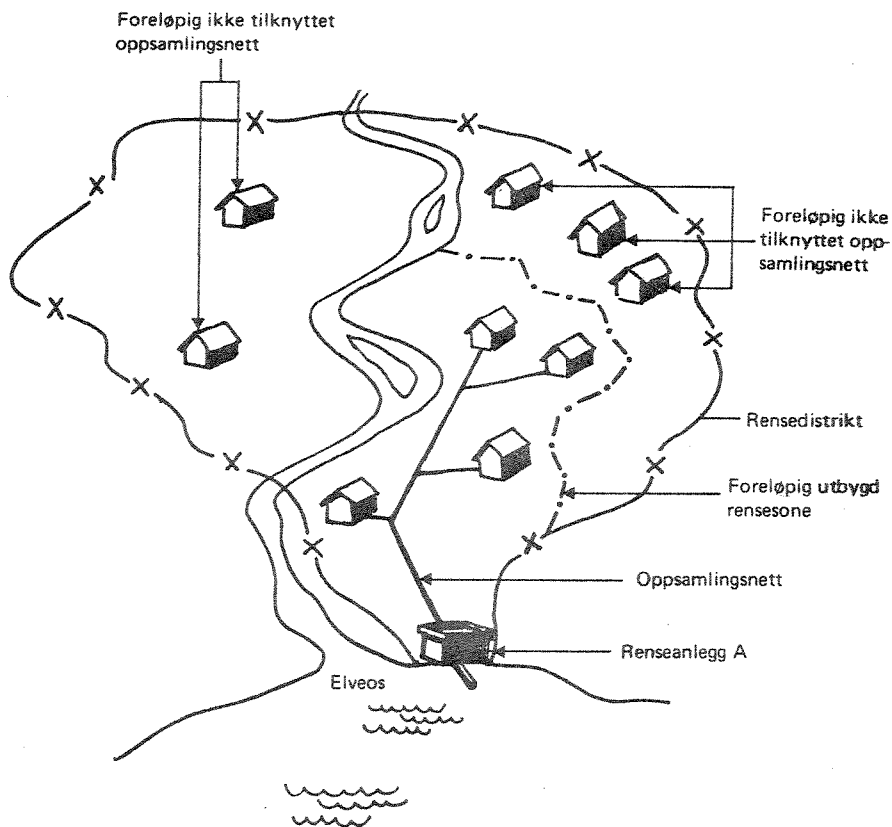 Foreløpig ikke tilknyttet
oppsamlingsnett
Foreløpig ikke
tilknyttet opp-
samlingsnett
Rensedistrikt
Foreløpig utbygd
rensesone
Oppsamlingsnett
Renseanlegg A
Elveos